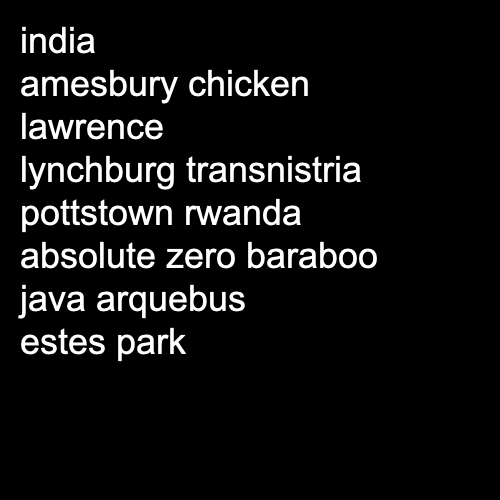 india
amesbury chicken
lawrence
lynchburg transnistria
pottstown rwanda
absolute zero baraboo
java arquebus
estes park